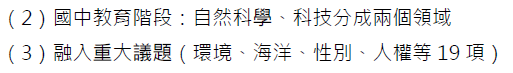 （2）國中教育階段：自然科學、科技分成兩個領域
（3）融入重大議題（環境、海洋、性別、人權等 19 項）